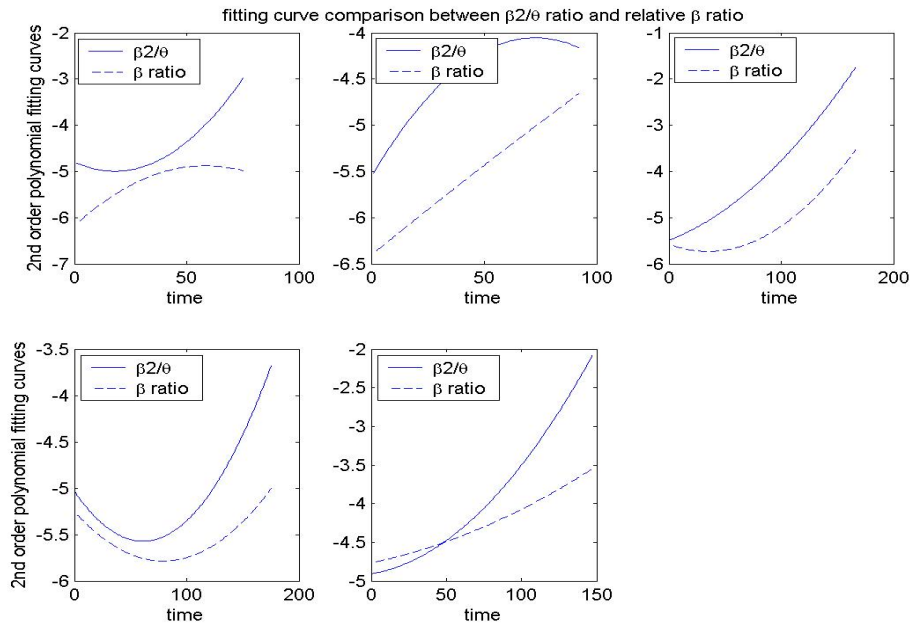 fitting curve comparison between β2/θ ratio and relative β ratio
2nd order polynomial fitting curves
-2
-3
-4
-5
-6
-7
β2/θ
β ratio
0
50
100
time
-4
-4.5
-5
-5.5
-6
-6.5
β2/θ
β ratio
0
50
100
time
-1
-2
-3
-4
-5
-6
β2/θ
β ratio
0
100
200
time
2nd order polynomial fitting curves
-3.5
-4
-4.5
-5
-5.5
-6
β2/θ
β ratio
0
100
200
time
-2
-2.5
-3
-3.5
-4
-4.5
-5
β2/θ
β ratio
0
50
100
150
time